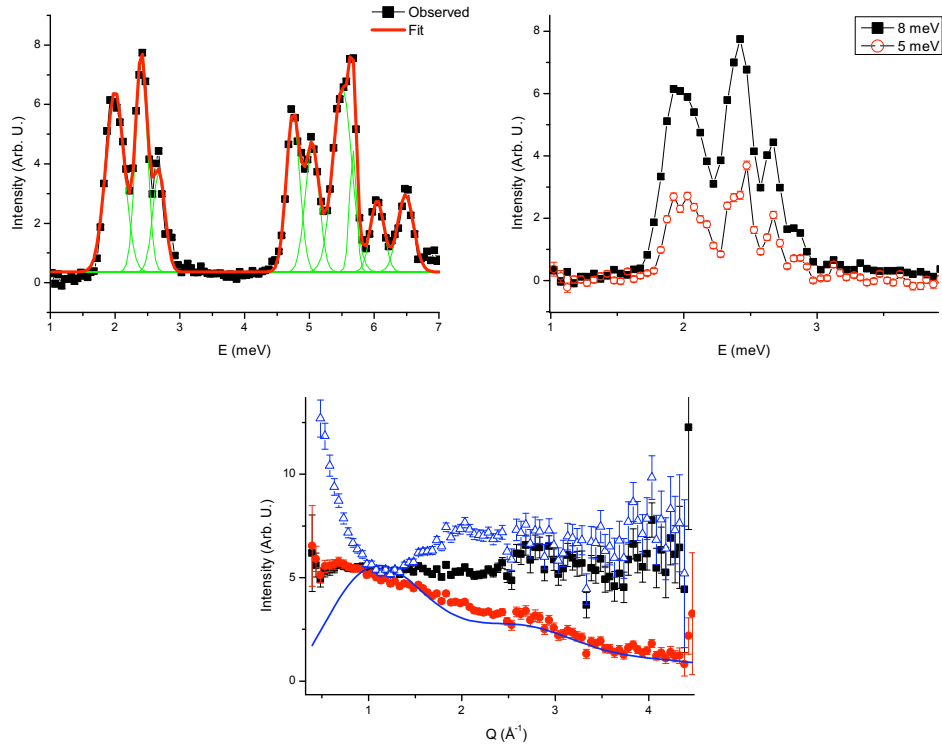 Observed
Fit
8
6
4
2
0
Intensity (Arb. U.)
1 2 3 4 5 6 7
E (meV)
8 meV
5 meV
8
6
4
2
0
Intensity (Arb. U.)
1 2 3
E (meV)
10
5
0
Intensity (Arb. U.)
1 2 3 4
Q (Å⁻¹)